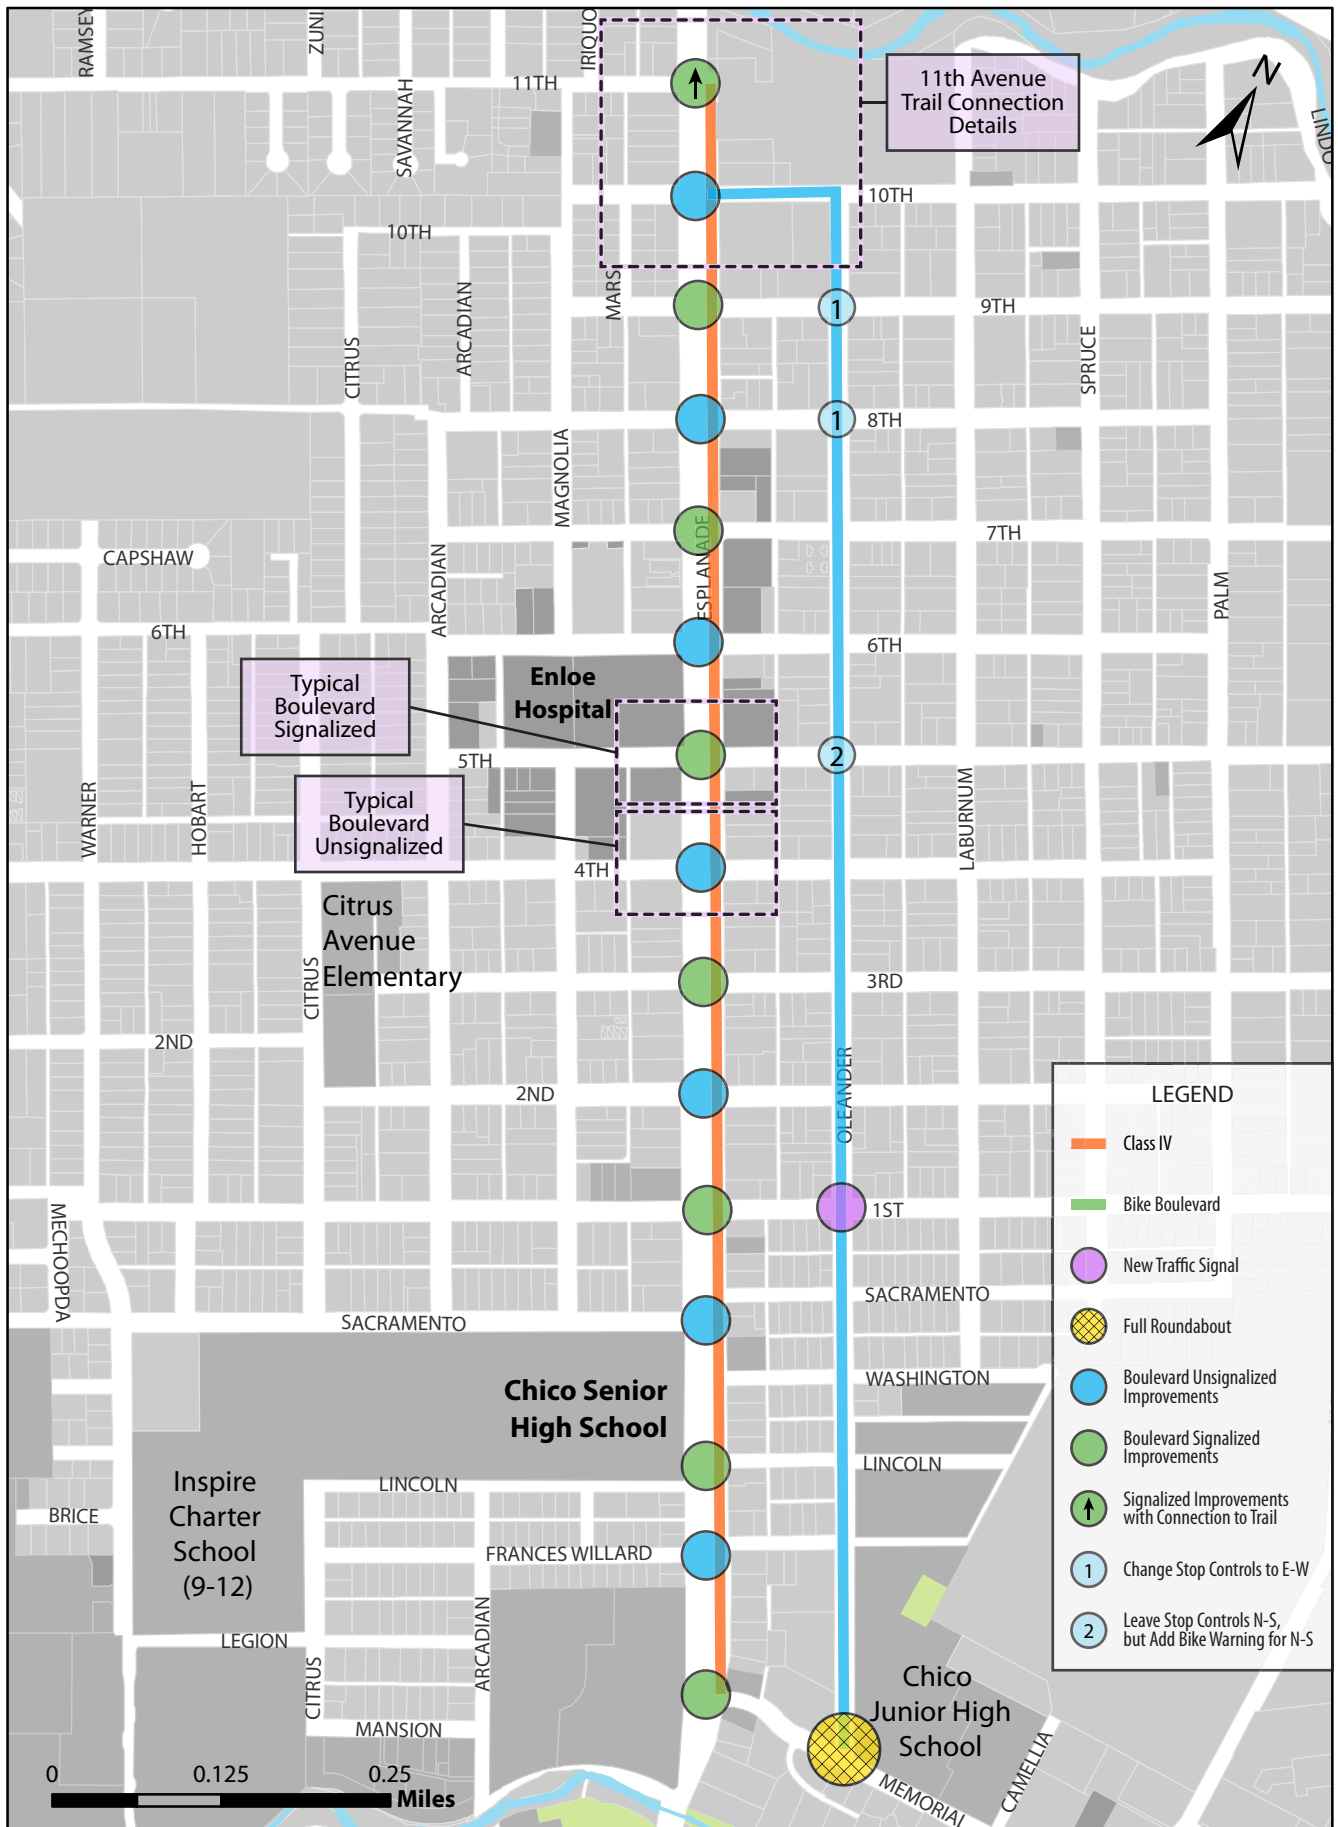 RAMSEY
ZUNI
IRIQUO
11TH
SAVANNAH
11th Avenue
Trail Connection
Details
N
LINDO
10TH
10TH
MARS
ARCADIAN
CITRUS
9TH
1
SPRUCE
8TH
1
MAGNOLIA
7TH
ESPLANADE
CAPSHAW
ARCADIAN
PALM
6TH
6TH
Typical
Boulevard
Signalized
Enloe
Hospital
5TH
2
WARNER
HOBART
LABURNUM
Typical
Boulevard
Unsignalized
4TH
Citrus
Avenue
Elementary
CITRUS
3RD
2ND
2ND
OLEANDER
1ST
MECHOOPDA
SACRAMENTO
SACRAMENTO
WASHINGTON
Chico Senior
High School
LINCOLN
LINCOLN
Inspire
Charter
School
(9-12)
BRICE
FRANCES WILLARD
LEGION
CITRUS
ARCADIAN
MANSION
Chico
Junior High
School
CAMELLIA
MEMORIAL
0
0.125
0.25
Miles
LEGEND
Class IV
Bike Boulevard
New Traffic Signal
Full Roundabout
Boulevard Unsignalized
Improvements
Boulevard Signalized
Improvements
Signalized Improvements
with Connection to Trail
1
Change Stop Controls to E-W
2
Leave Stop Controls N-S,
but Add Bike Warning for N-S